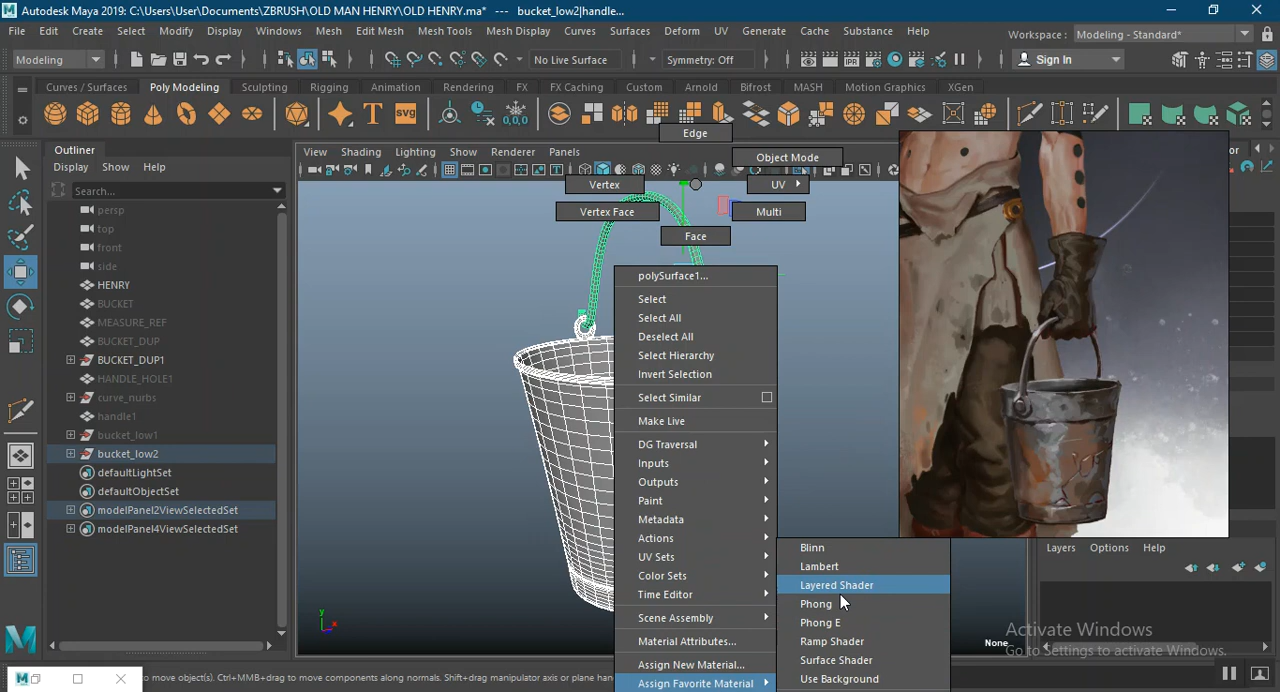 Autodesk Maya 2019: C:\Users\User\Documents\ZBRUSH\OLD MAN HENRY\OLD HENRY.ma* --- bucket_low2|handle...
File Edit Create Select Modify Display Windows Mesh Edit Mesh Mesh Tools Mesh Display Curves Surfaces Deform UV Generate Cache Substance Help
Workspace : Modeling - Standard*
Modeling No Live Surface Symmetry: Off Sign In
Curves / Surfaces Poly Modeling Sculpting Rigging Animation Rendering FX FX Caching Custom Arnold Bifrost MASH Motion Graphics XGen
SVG
Outliner
Display Show Help
Search...
View Shading Lighting Show Renderer Panels
persp
top
front
side
HENRY
BUCKET
MEASURE_REF
BUCKET_DUP
BUCKET_DUP1
HANDLE_HOLE1
curve_nurbs
handle1
bucket_low1
bucket_low2
defaultLightSet
defaultObjectSet
modelPanel2ViewSelectedSet
modelPanel4ViewSelectedSet
Edge
Object Mode
Vertex
UV
Vertex Face
Multi
Face
polySurface1...
Select
Select All
Deselect All
Select Hierarchy
Invert Selection
Select Similar
Make Live
DG Traversal
Inputs
Outputs
Paint
Metadata
Actions
UV Sets
Color Sets
Time Editor
Scene Assembly
Material Attributes...
Assign New Material...
Assign Favorite Material
Blinn
Lambert
Layered Shader
Phong
Phong E
Ramp Shader
Surface Shader
Use Background
Layers Options Help
None
Activate Windows
Go to Settings to activate Windows.
y
x
to move object(s). Ctrl+MMB+drag to move components along normals. Shift+drag manipulator axis or plane han